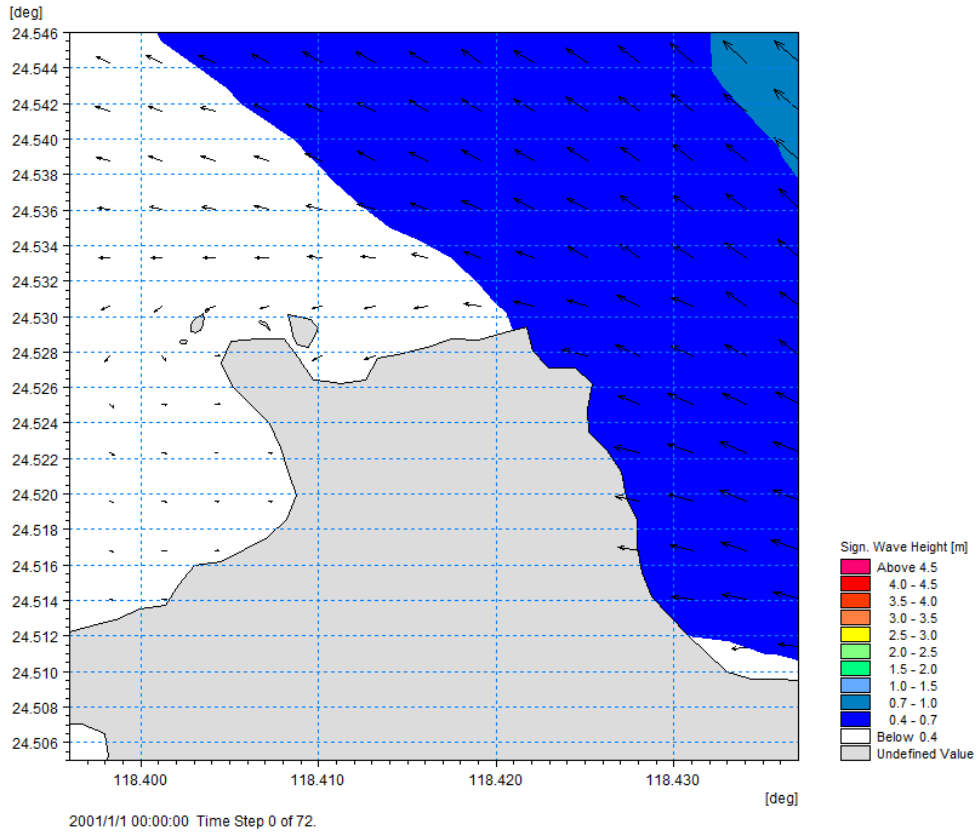 [deg]
24.546
24.544
24.542
24.540
24.538
24.536
24.534
24.532
24.530
24.528
24.526
24.524
24.522
24.520
24.518
24.516
24.514
24.512
24.510
24.508
24.506
118.400 118.410 118.420 118.430
[deg]
2001/1/1 00:00:00 Time Step 0 of 72.
Sign. Wave Height [m]
Above 4.5
4.0 - 4.5
3.5 - 4.0
3.0 - 3.5
2.5 - 3.0
2.0 - 2.5
1.5 - 2.0
1.0 - 1.5
0.7 - 1.0
0.4 - 0.7
Below 0.4
Undefined Value